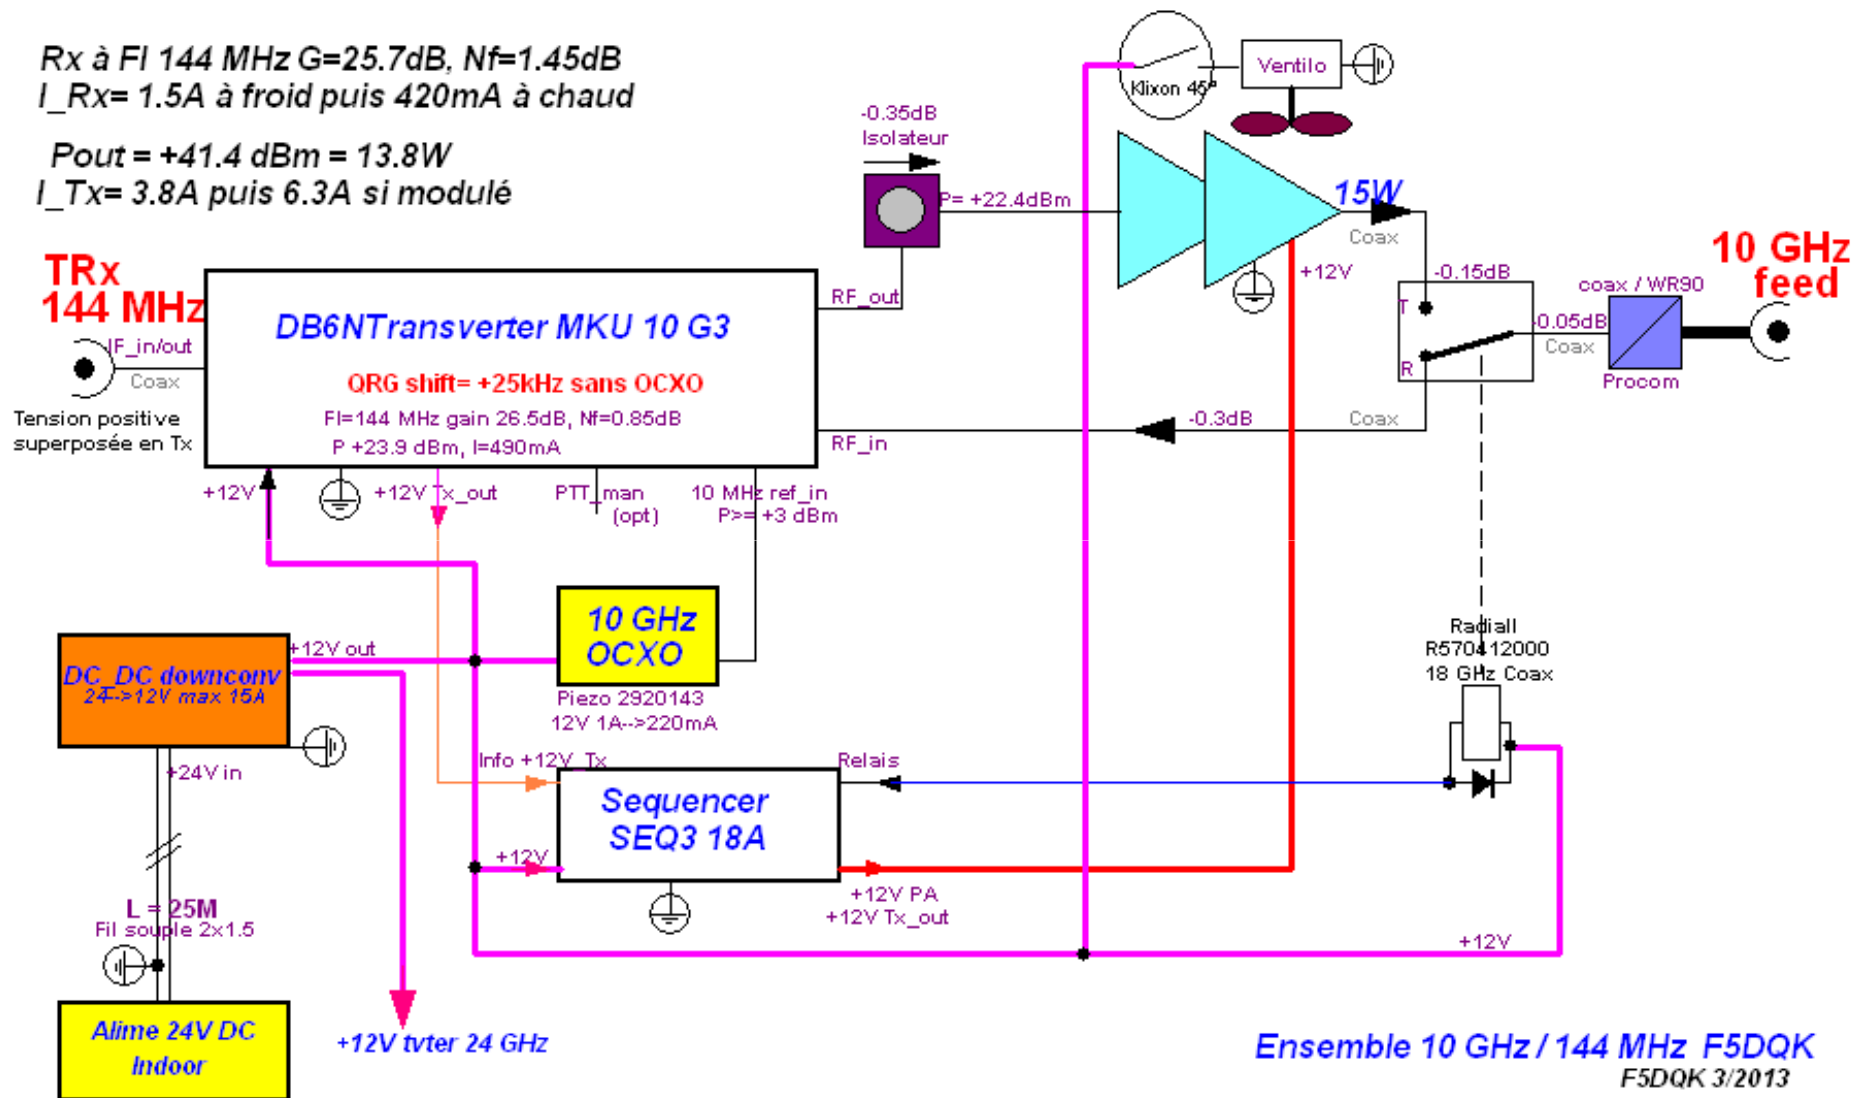 Rx à FI 144 MHz G=25.7dB, Nf=1.45dB
I_Rx= 1.5A à froid puis 420mA à chaud
Pout = +41.4 dBm = 13.8W
I_Tx= 3.8A puis 6.3A si modulé
Klixon 45°
Ventilo
-0.35dB
Isolateur
P= +22.4dBm
15W
Coax
+12V
TRx
144 MHz
IF_in/out
Coax
Tension positive
superposée en Tx
DB6NTransverter MKU 10 G3
QRG shift= +25kHz sans OCXO
FI=144 MHz gain 26.5dB, Nf=0.85dB
P +23.9 dBm, I=490mA
RF_out
RF_in
-0.3dB
Coax
-0.15dB
T
R
-0.05dB
Coax
coax / WR90
Procom
10 GHz
feed
+12V
+12V Tx_out
PTT_man
(opt)
10 MHz ref_in
P>= +3 dBm
10 GHz
OCXO
Piezo 2920143
12V 1A-->220mA
DC_DC downconv
24-->12V max 15A
+12V out
+24V in
Radiall
R570412000
18 GHz Coax
Info +12V_Tx
Relais
Sequencer
SEQ3 18A
+12V
+12V PA
+12V Tx_out
+12V
L = 25M
Fil souple 2x1.5
Alime 24V DC
Indoor
+12V tvter 24 GHz
Ensemble 10 GHz / 144 MHz F5DQK
F5DQK 3/2013